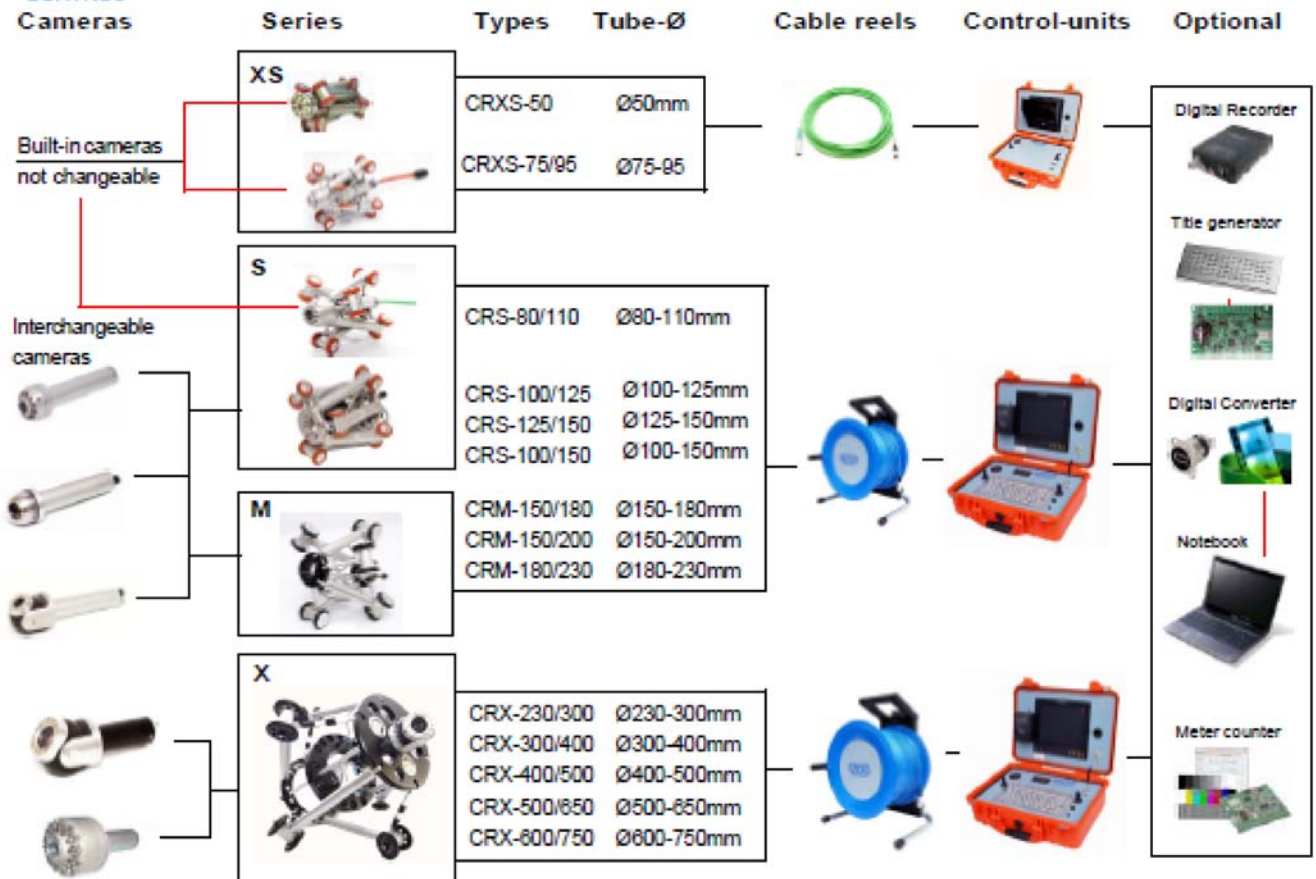 Cameras Series Types Tube-Ø Cable reels Control-units Optional
XS
CRXS-50 Ø50mm
CRXS-75/95 Ø75-95
Built-in cameras
not changeable
S
CRS-80/110 Ø80-110mm
CRS-100/125 Ø100-125mm
CRS-125/150 Ø125-150mm
CRS-100/150 Ø100-150mm
Interchangeable
cameras
M
CRM-150/180 Ø150-180mm
CRM-150/200 Ø150-200mm
CRM-180/230 Ø180-230mm
X
CRX-230/300 Ø230-300mm
CRX-300/400 Ø300-400mm
CRX-400/500 Ø400-500mm
CRX-500/650 Ø500-650mm
CRX-600/750 Ø600-750mm
Digital Recorder
Title generator
Digital Converter
Notebook
Meter counter